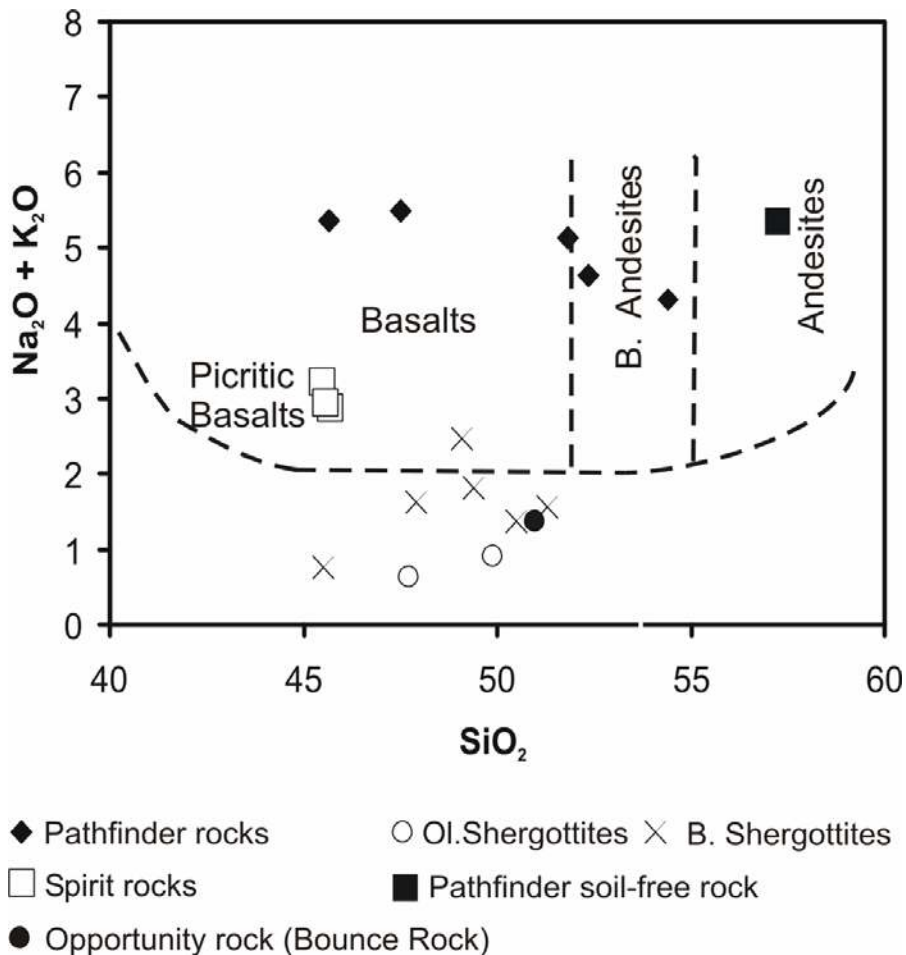 8
7
6
5
4
3
2
1
0
Na₂O + K₂O
Basalts
Picritic
Basalts
B. Andesites
Andesites
40 45 50 55 60
SiO₂
Pathfinder rocks Ol.Shergottites B. Shergottites
Spirit rocks Pathfinder soil-free rock
Opportunity rock (Bounce Rock)